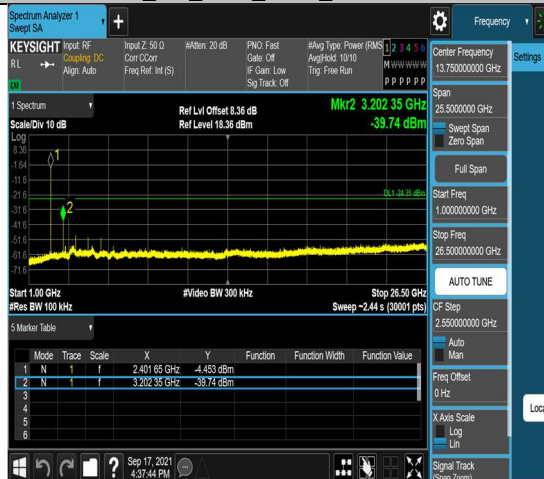 Spectrum Analyzer 1
Swept SA
+
Frequency
KEYSIGHT
RL
Input: RF
Coupling: DC
Align: Auto
Input Z: 50 Ω
Corr CCorr
Freq Ref: Int (S)
#Atten: 20 dB
PNO: Fast
Gate: Off
IF Gain: Low
Sig Track: Off
#Avg Type: Power (RMS
Avg|Hold: 10/10
Trig: Free Run
1 2 3 4 5 6
M W W W W W
P P P P P P
1 Spectrum
Scale/Div 10 dB
Log
Ref Lvl Offset 8.36 dB
Ref Level 18.36 dBm
Mkr2 3.202 35 GHz
-39.74 dBm
8.36
-1.64
-11.6
-21.6
-31.6
-41.6
-51.6
-61.6
-71.6
1
2
DL1 -24.35 dBm
Start 1.00 GHz
#Res BW 100 kHz
#Video BW 300 kHz
Stop 26.50 GHz
Sweep ~2.44 s (30001 pts)
5 Marker Table
Mode Trace Scale X Y Function Function Width Function Value
1 N 1 f 2.401 65 GHz -4.453 dBm
2 N 1 f 3.202 35 GHz -39.74 dBm
3
4
5
6
Sep 17, 2021
4:37:44 PM
Center Frequency
13.750000000 GHz
Settings
Span
25.5000000 GHz
Swept Span
Zero Span
Full Span
Start Freq
1.000000000 GHz
Stop Freq
26.500000000 GHz
AUTO TUNE
CF Step
2.550000000 GHz
Auto
Man
Freq Offset
0 Hz
Loca
X Axis Scale
Log
Lin
Signal Track
(Span Zoom)